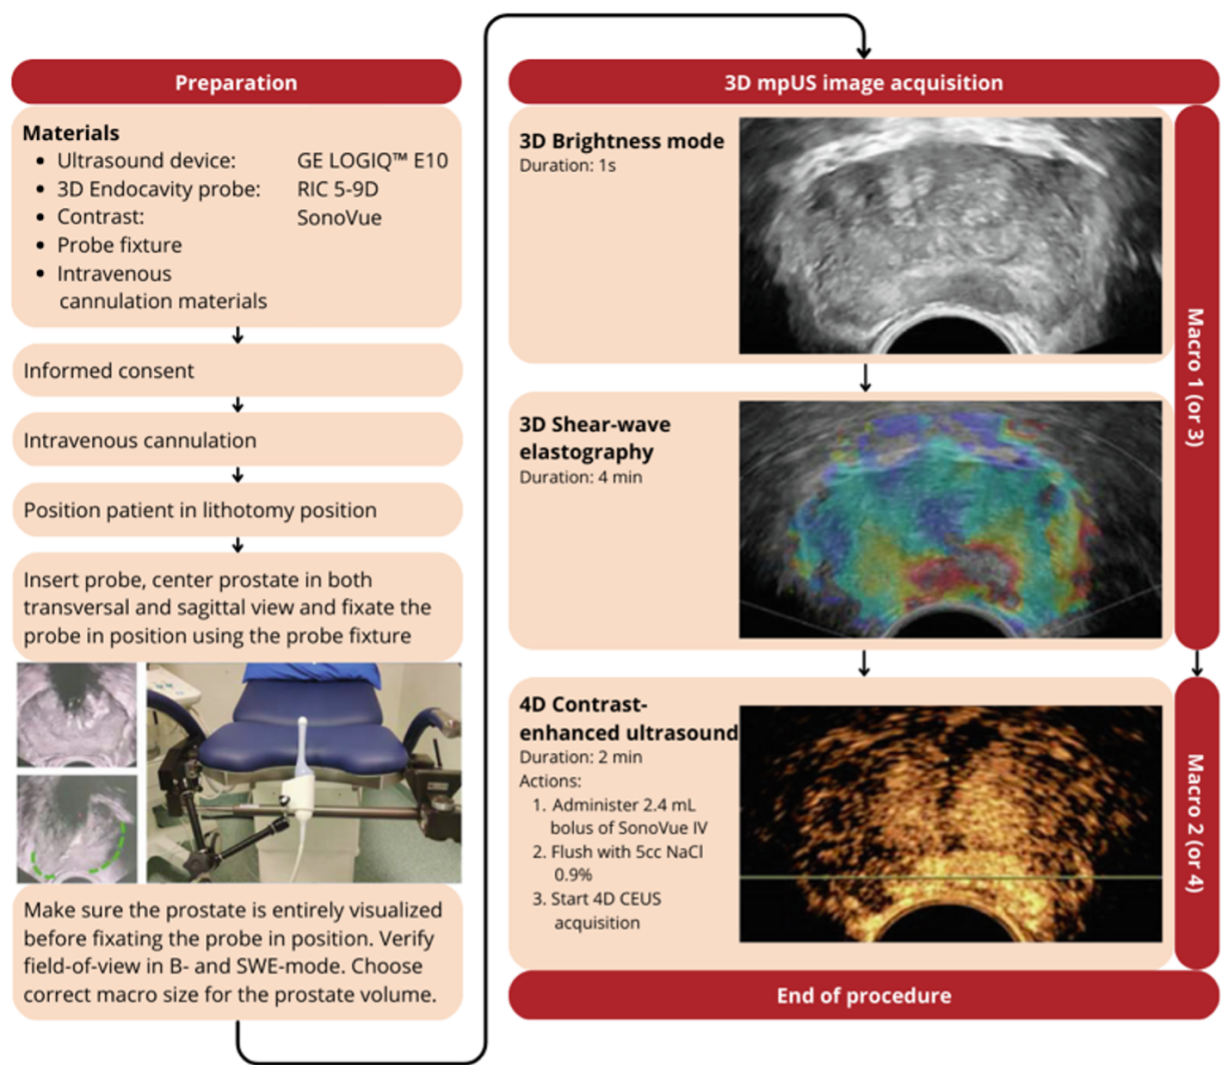 Preparation
Materials
• Ultrasound device: GE LOGIQ™ E10
• 3D Endocavity probe: RIC 5-9D
• Contrast: SonoVue
• Probe fixture
• Intravenous
cannulation materials
Informed consent
Intravenous cannulation
Position patient in lithotomy position
Insert probe, center prostate in both
transversal and sagittal view and fixate the
probe in position using the probe fixture
Make sure the prostate is entirely visualized
before fixating the probe in position. Verify
field-of-view in B- and SWE-mode. Choose
correct macro size for the prostate volume.
3D mpUS image acquisition
3D Brightness mode
Duration: 1s
3D Shear-wave
elastography
Duration: 4 min
Macro 1 (or 3)
4D Contrast-
enhanced ultrasound
Duration: 2 min
Actions:
1. Administer 2.4 mL
bolus of SonoVue IV
2. Flush with 5cc NaCl
0.9%
3. Start 4D CEUS
acquisition
Macro 2 (or 4)
End of procedure